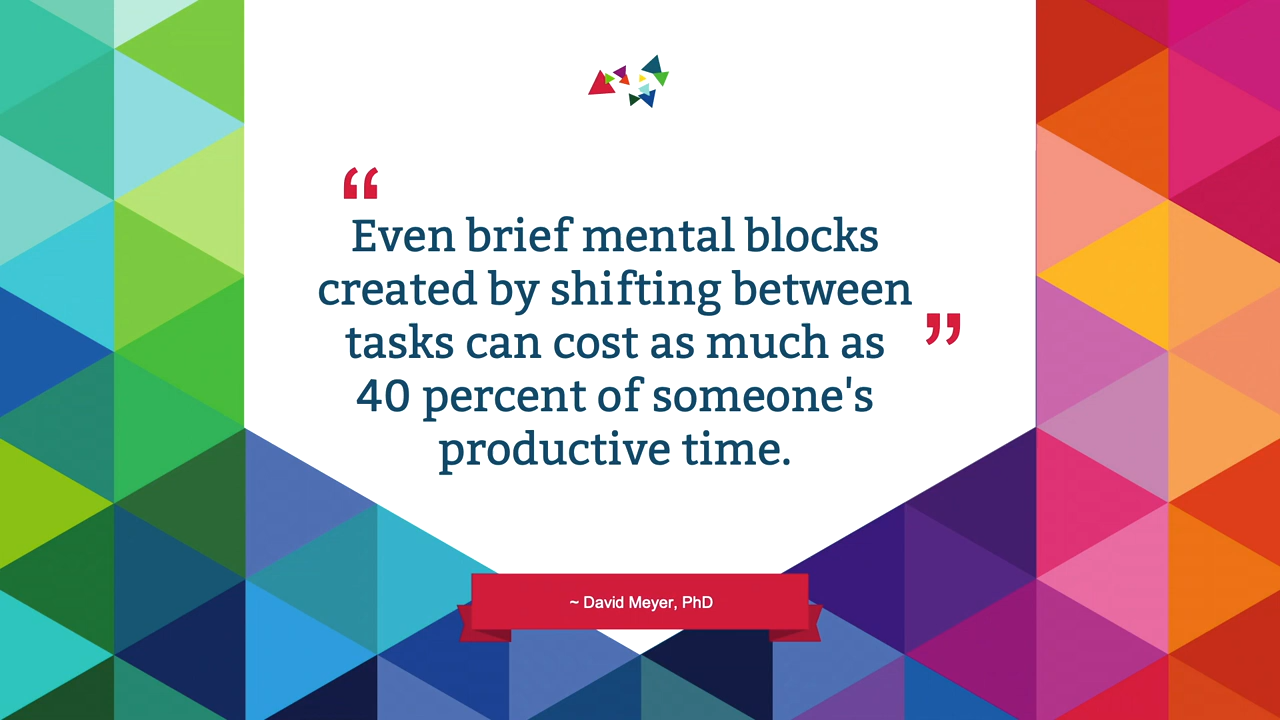 “
Even brief mental blocks
created by shifting between
tasks can cost as much as
40 percent of someone's
productive time.
”
~ David Meyer, PhD